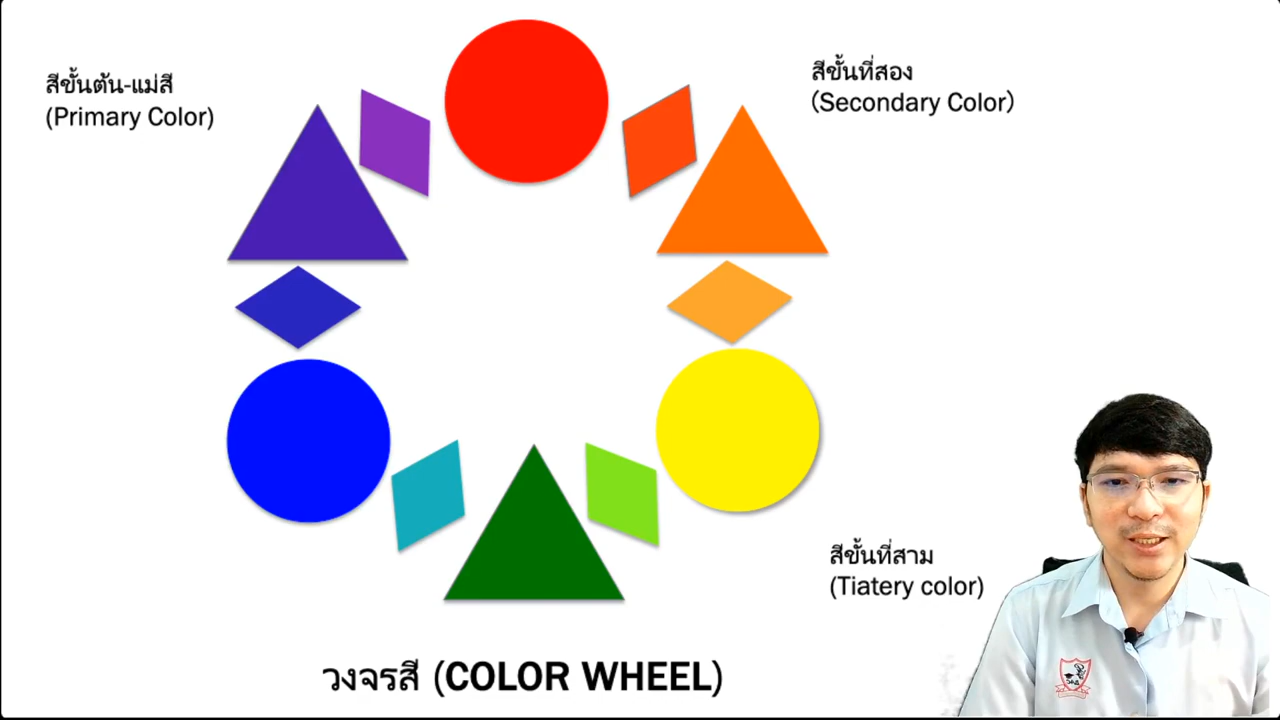 สีขั้นต้น-แม่สี
(Primary Color)
สีขั้นที่สอง
(Secondary Color)
สีขั้นที่สาม
(Tiatery color)
วงจรสี (COLOR WHEEL)